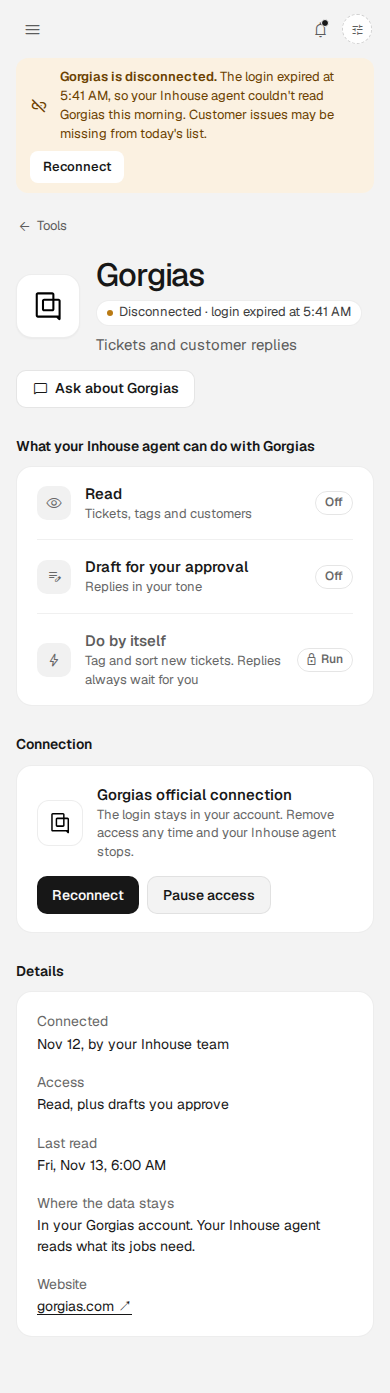 Gorgias is disconnected. The login expired at
5:41 AM, so your Inhouse agent couldn't read
Gorgias this morning. Customer issues may be
missing from today's list.
Reconnect
← Tools
Gorgias
Disconnected · login expired at 5:41 AM
Tickets and customer replies
Ask about Gorgias
What your Inhouse agent can do with Gorgias
Read
Tickets, tags and customers
Off
Draft for your approval
Replies in your tone
Off
Do by itself
Tag and sort new tickets. Replies
always wait for you
Run
Connection
Gorgias official connection
The login stays in your account. Remove
access any time and your Inhouse agent
stops.
Reconnect
Pause access
Details
Connected
Nov 12, by your Inhouse team
Access
Read, plus drafts you approve
Last read
Fri, Nov 13, 6:00 AM
Where the data stays
In your Gorgias account. Your Inhouse agent
reads what its jobs need.
Website
gorgias.com ↗